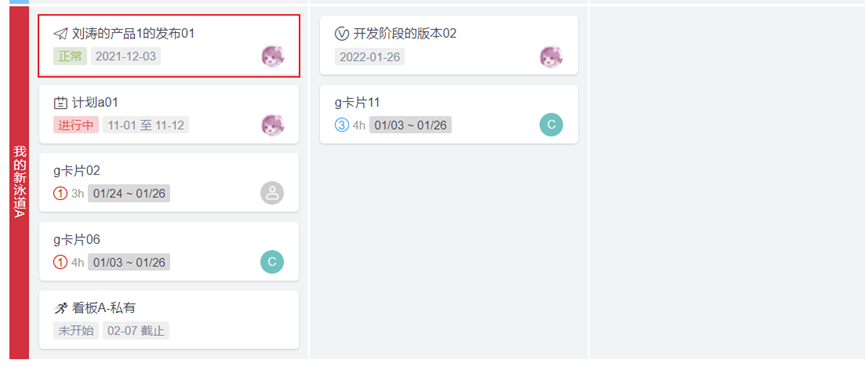 我的新泳道A
刘涛的产品1的发布01
正常 2021-12-03
计划a01
进行中 11-01 至 11-12
g卡片02
1 3h 01/24 ~ 01/26
g卡片06
1 4h 01/03 ~ 01/26 C
看板A-私有
未开始 02-07 截止
开发阶段的版本02
2022-01-26
g卡片11
3 4h 01/03 ~ 01/26 C